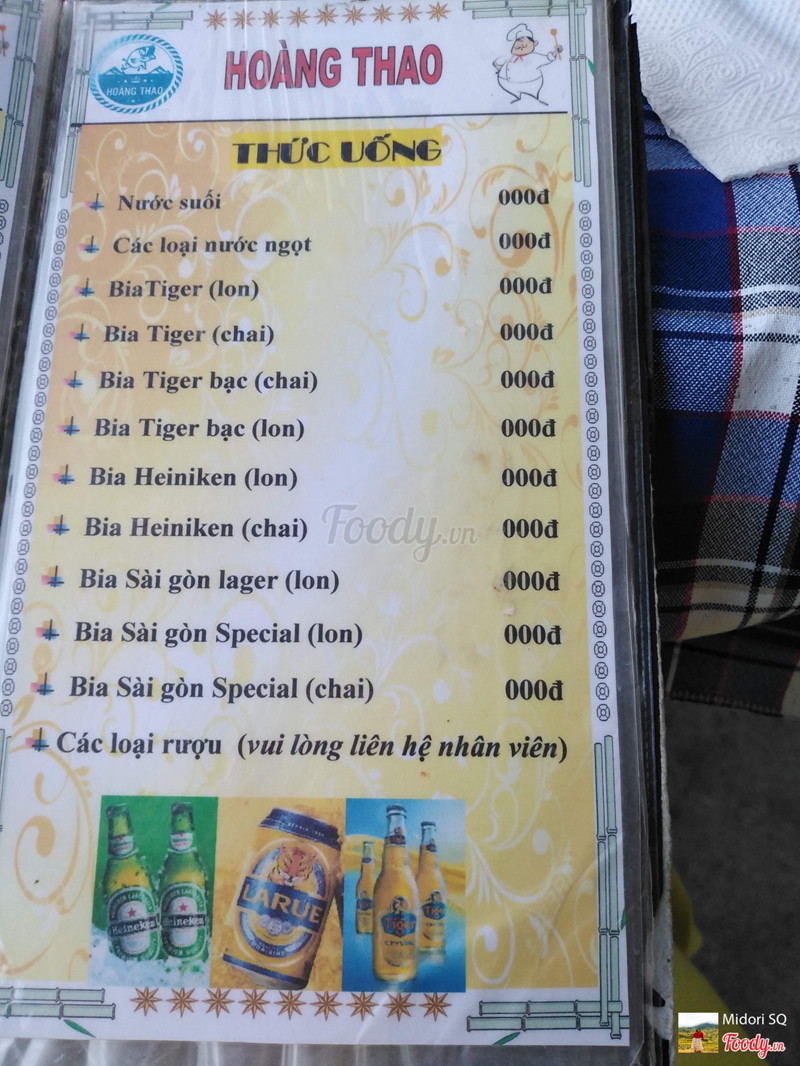 HOÀNG THAO
HOÀNG THAO
THỨC UỐNG
Nước suối 000đ
Các loại nước ngọt 000đ
BiaTiger (lon) 000đ
Bia Tiger (chai) 000đ
Bia Tiger bạc (chai) 000đ
Bia Tiger bạc (lon) 000đ
Bia Heiniken (lon) 000đ
Bia Heiniken (chai) 000đ
Bia Sài gòn lager (lon) 000đ
Bia Sài gòn Special (lon) 000đ
Bia Sài gòn Special (chai) 000đ
Các loại rượu (vui lòng liên hệ nhân viên)
Foody.vn
Heineken
Heineken
LARUE
Tiger
CRYSTAL
Tiger
Midori SQ
Foody.vn